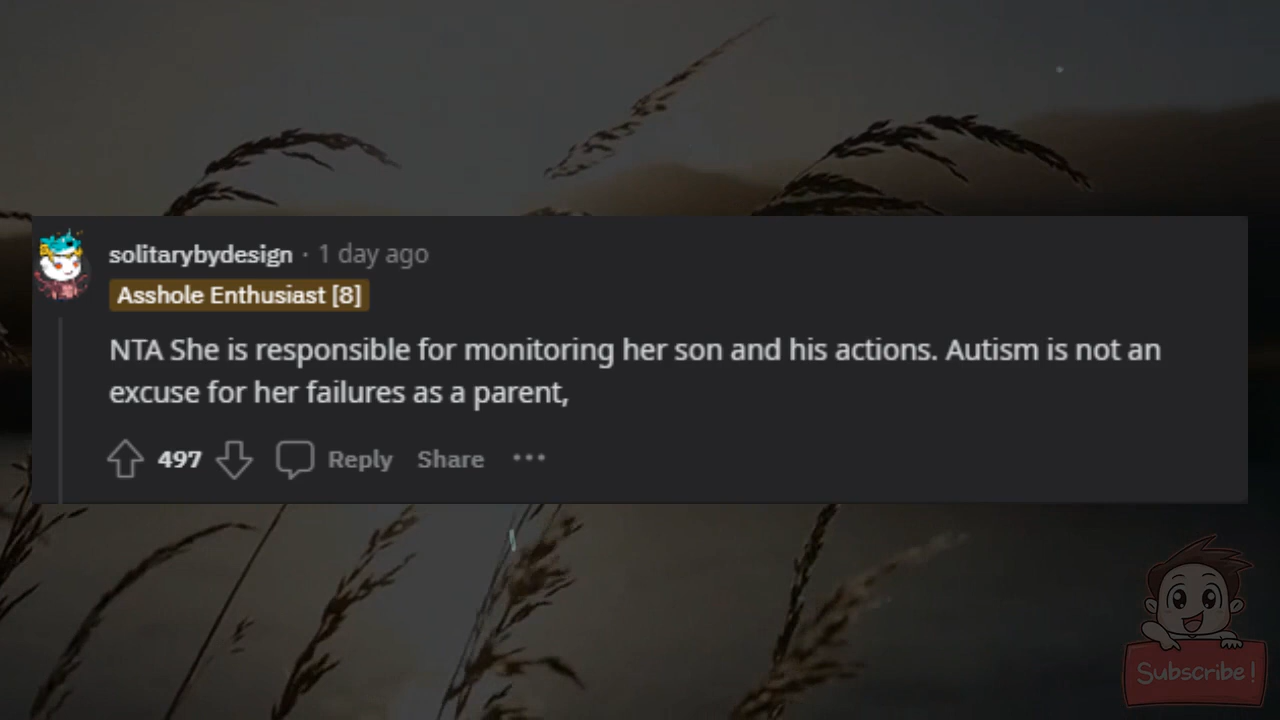 solitarybydesign · 1 day ago
Asshole Enthusiast [8]
NTA She is responsible for monitoring her son and his actions. Autism is not an
excuse for her failures as a parent,
497 Reply Share ···
Subscribe !